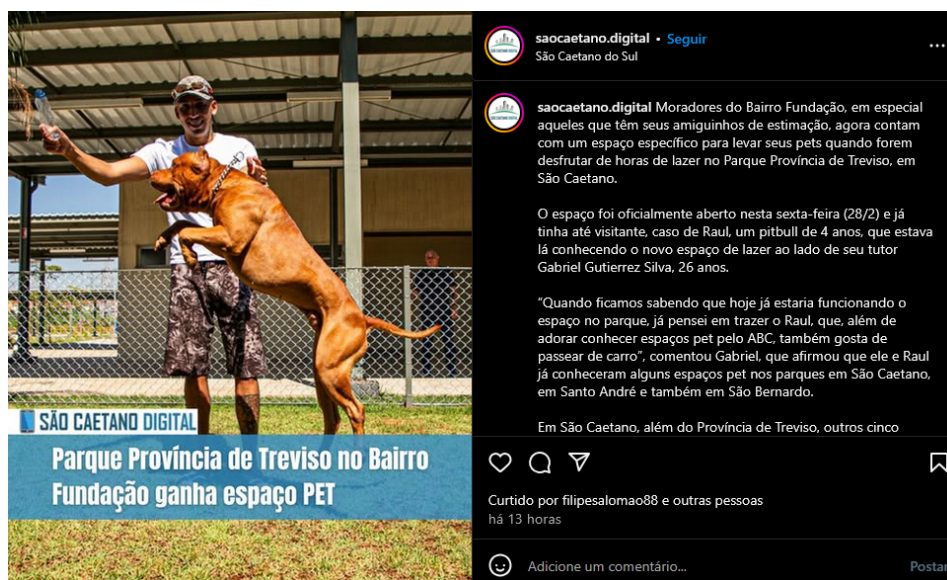 SÃO CAETANO DIGITAL
Parque Província de Treviso no Bairro
Fundação ganha espaço PET
saocaetano.digital • Seguir
São Caetano do Sul
saocaetano.digital Moradores do Bairro Fundação, em especial
aqueles que têm seus amiguinhos de estimação, agora contam
com um espaço específico para levar seus pets quando forem
desfrutar de horas de lazer no Parque Província de Treviso, em
São Caetano.
O espaço foi oficialmente aberto nesta sexta-feira (28/2) e já
tinha até visitante, caso de Raul, um pitbull de 4 anos, que estava
lá conhecendo o novo espaço de lazer ao lado de seu tutor
Gabriel Gutierrez Silva, 26 anos.
“Quando ficamos sabendo que hoje já estaria funcionando o
espaço no parque, já pensei em trazer o Raul, que, além de
adorar conhecer espaços pet pelo ABC, também gosta de
passear de carro”, comentou Gabriel, que afirmou que ele e Raul
já conheceram alguns espaços pet nos parques em São Caetano,
em Santo André e também em São Bernardo.
Em São Caetano, além do Província de Treviso, outros cinco
Curtido por filipesalomao88 e outras pessoas
há 13 horas
Adicione um comentário...
Postar